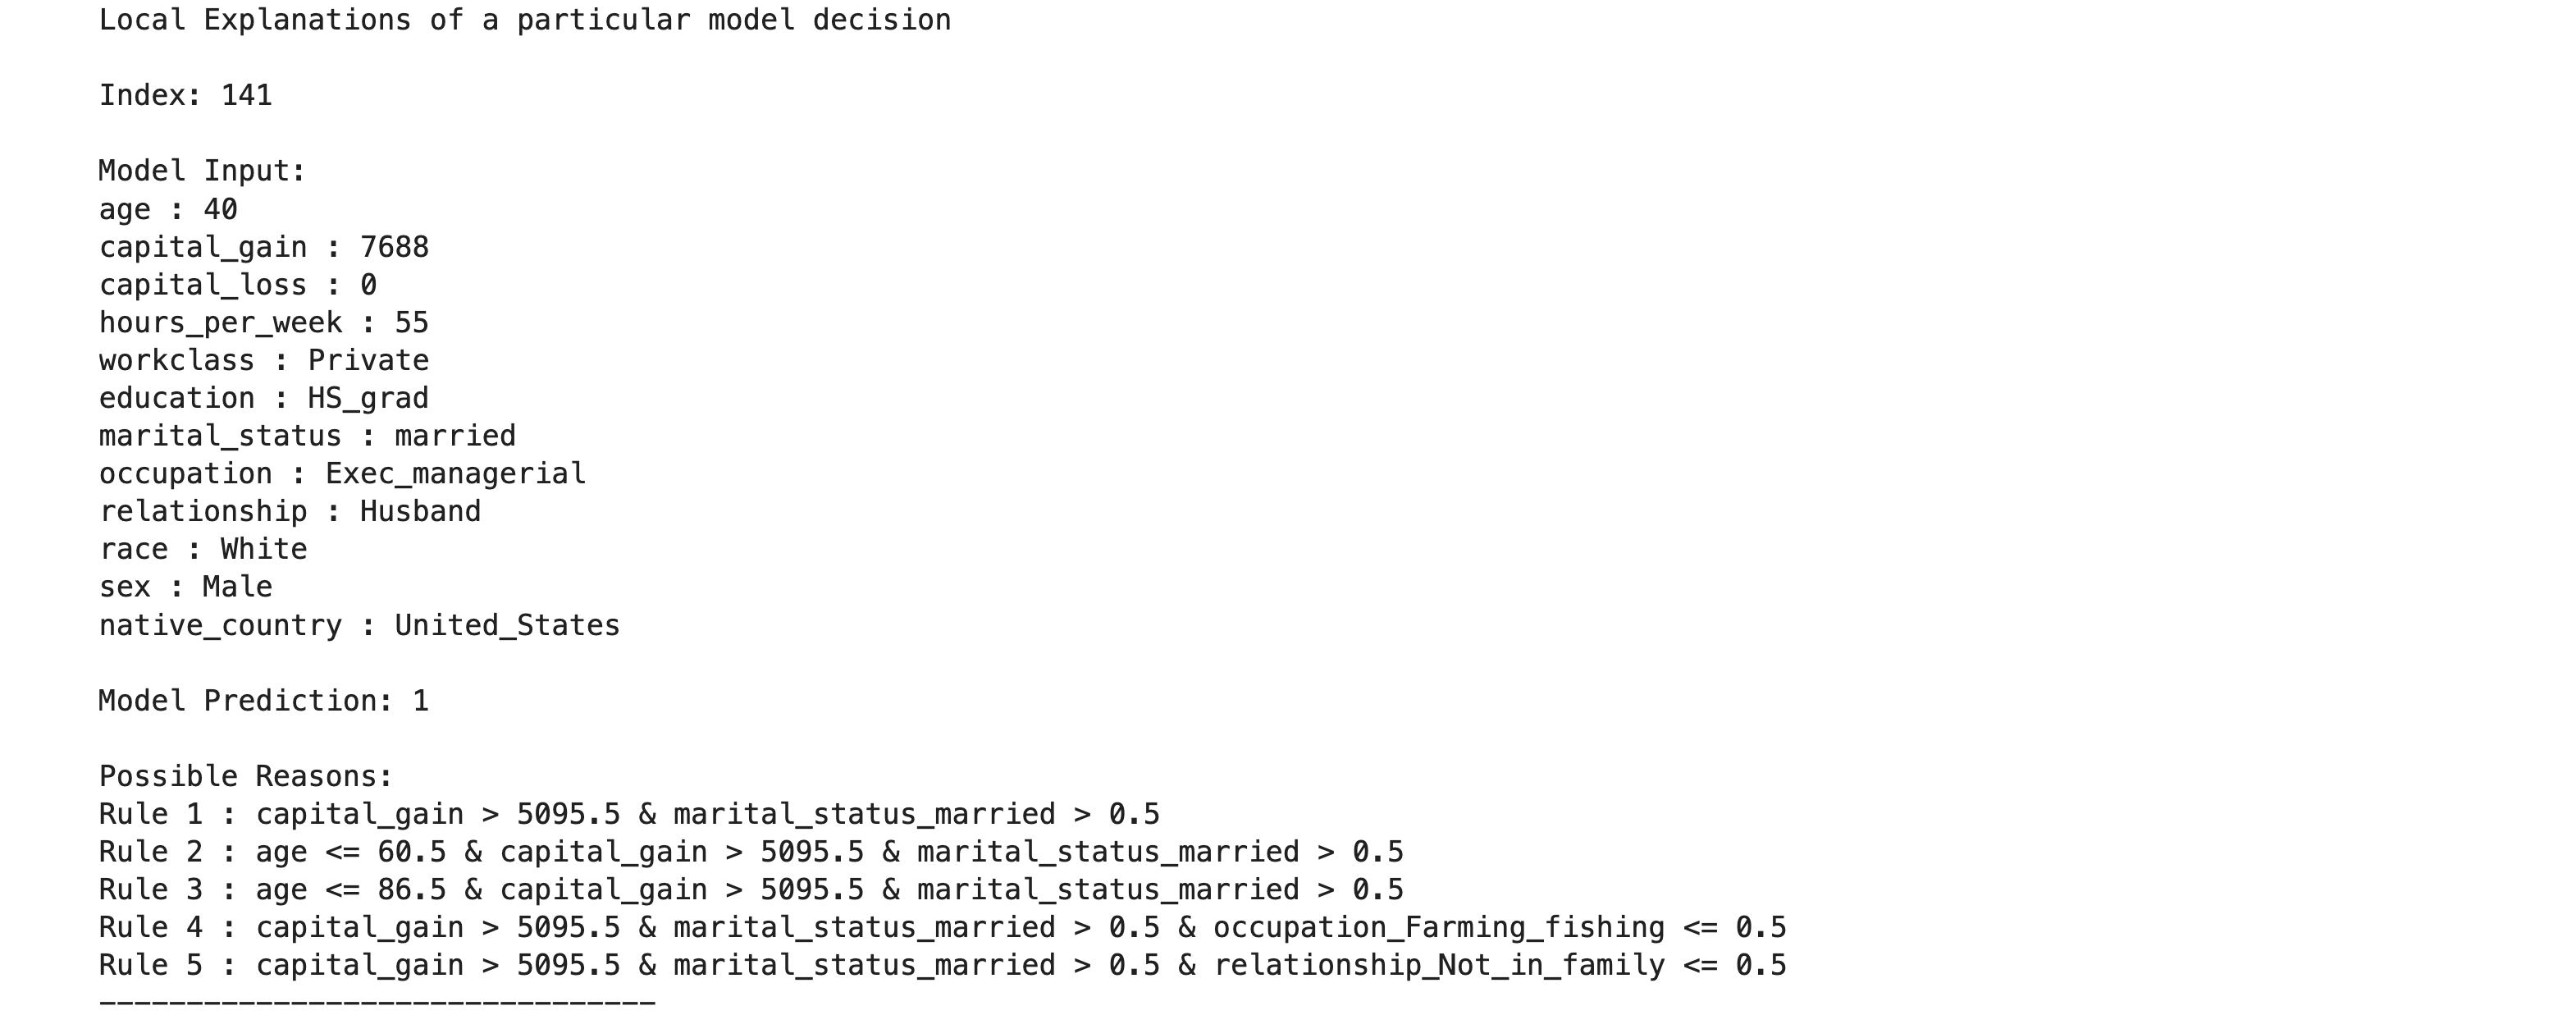 Local Explanations of a particular model decision
Index: 141
Model Input:
age : 40
capital_gain : 7688
capital_loss : 0
hours_per_week : 55
workclass : Private
education : HS_grad
marital_status : married
occupation : Exec_managerial
relationship : Husband
race : White
sex : Male
native_country : United_States
Model Prediction: 1
Possible Reasons:
Rule 1 : capital_gain > 5095.5 & marital_status_married > 0.5
Rule 2 : age <= 60.5 & capital_gain > 5095.5 & marital_status_married > 0.5
Rule 3 : age <= 86.5 & capital_gain > 5095.5 & marital_status_married > 0.5
Rule 4 : capital_gain > 5095.5 & marital_status_married > 0.5 & occupation_Farming_fishing <= 0.5
Rule 5 : capital_gain > 5095.5 & marital_status_married > 0.5 & relationship_Not_in_family <= 0.5
--------------------------------